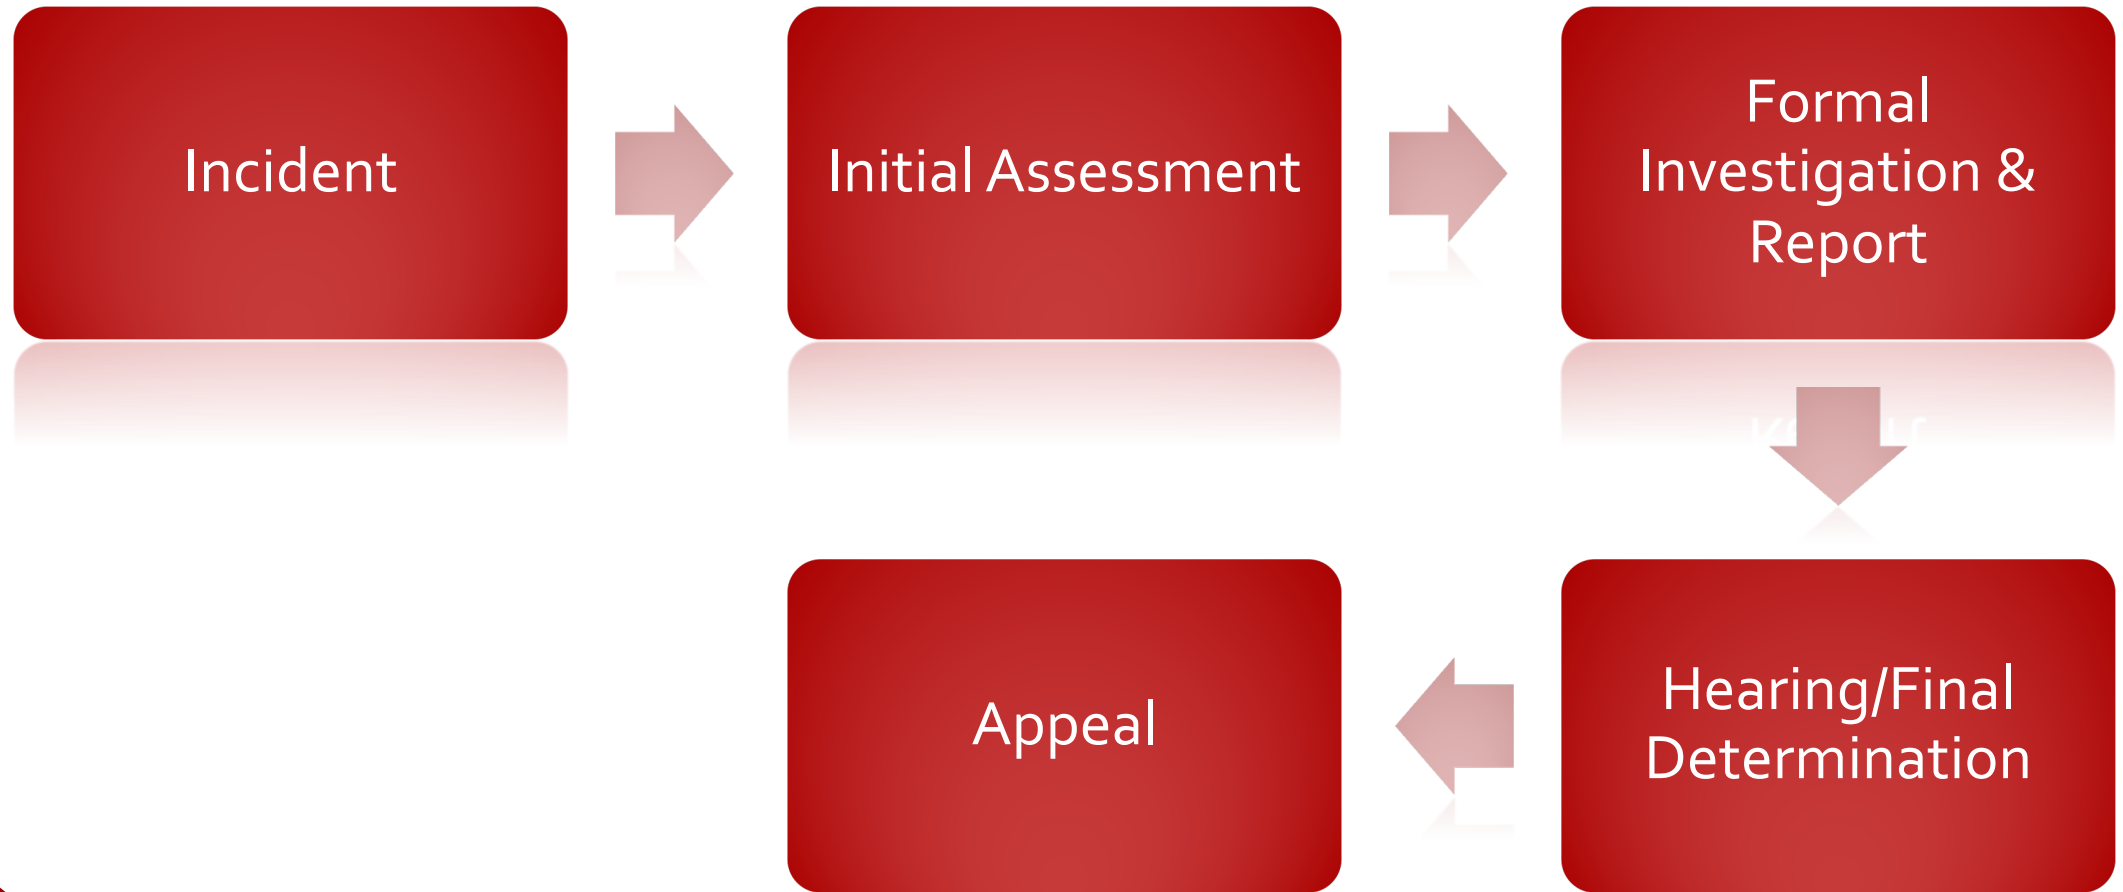 Incident
Initial Assessment
Formal
Investigation &
Report
Hearing/Final
Determination
Appeal